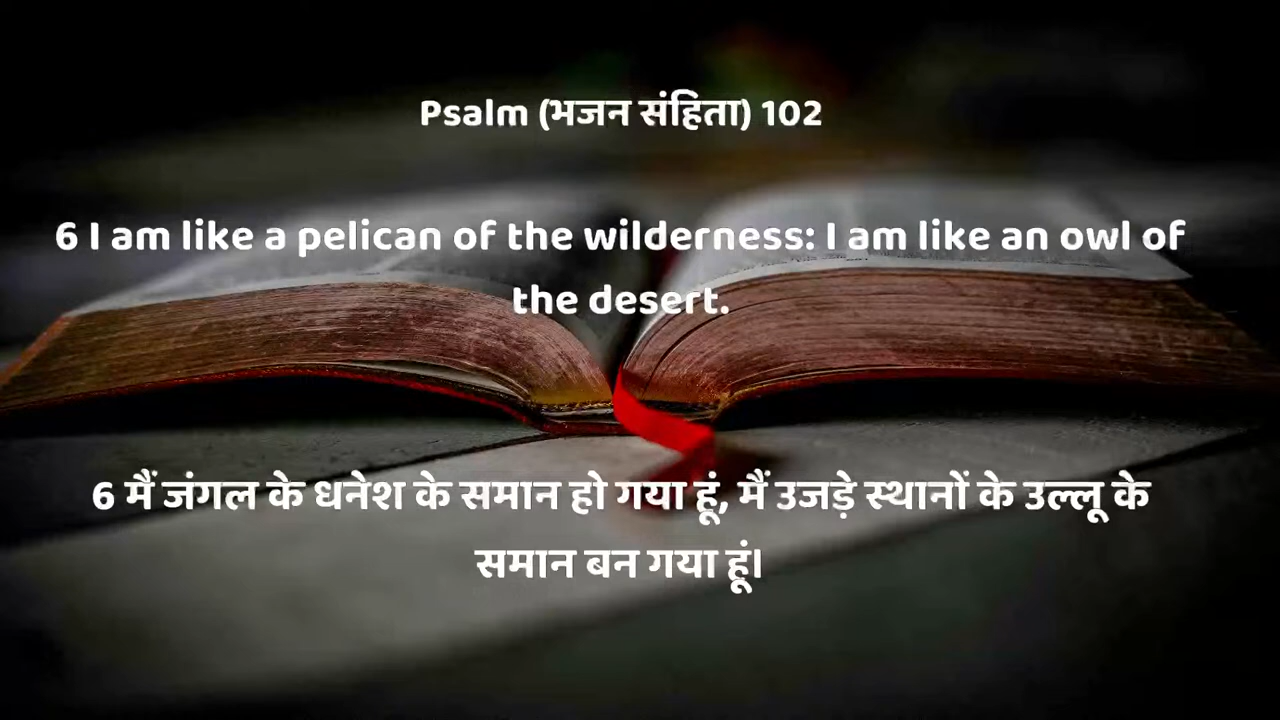 Psalm (भजन संहिता) 102
6 I am like a pelican of the wilderness: I am like an owl of
the desert.
6 मैं जंगल के धनेश के समान हो गया हूं, मैं उजड़े स्थानों के उल्लू के
समान बन गया हूं।